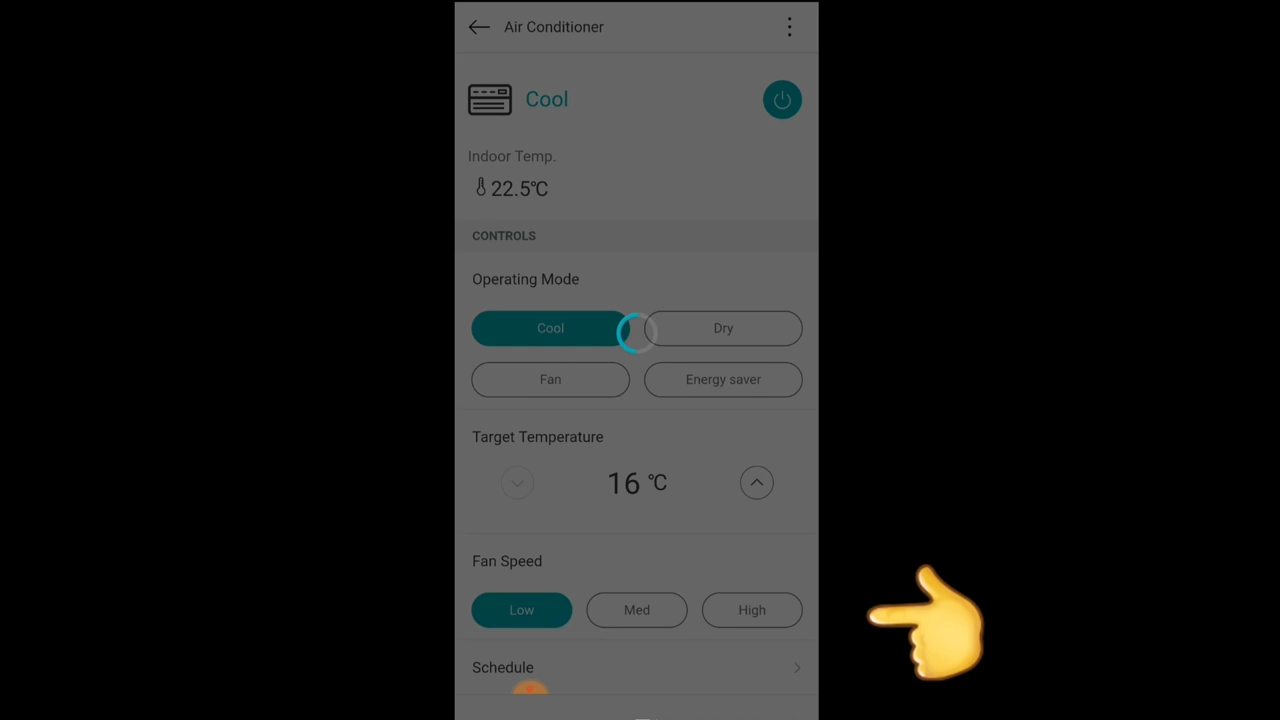 Air Conditioner
Cool
Indoor Temp.
22.5°C
CONTROLS
Operating Mode
Cool
Dry
Fan
Energy saver
Target Temperature
16 °C
Fan Speed
Low
Med
High
Schedule